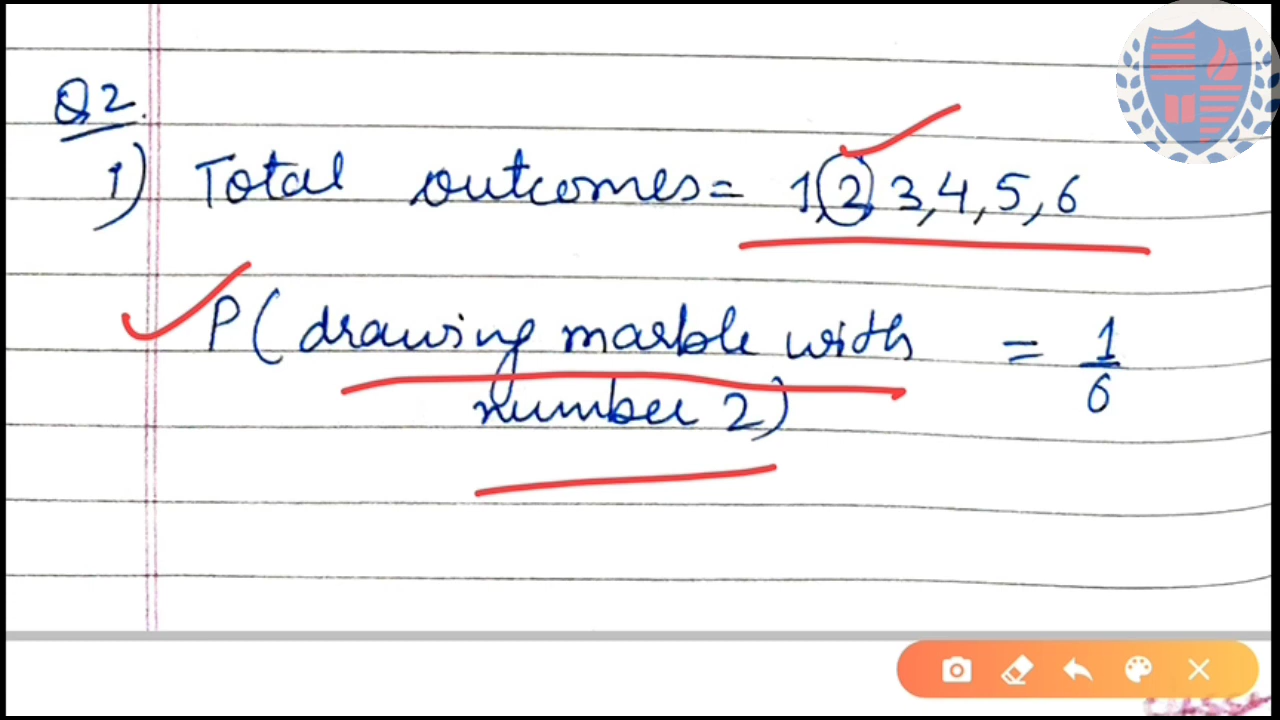 Q2.
1) Total outcomes = 1, 2, 3, 4, 5, 6
P( drawing marble with = 1/6
number 2)